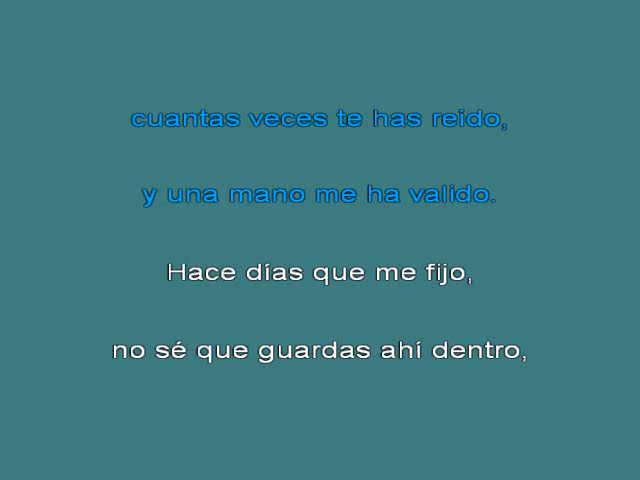 cuantas veces te has reído,
y una mano me ha valido.
Hace días que me fijo,
no sé que guardas ahí dentro,